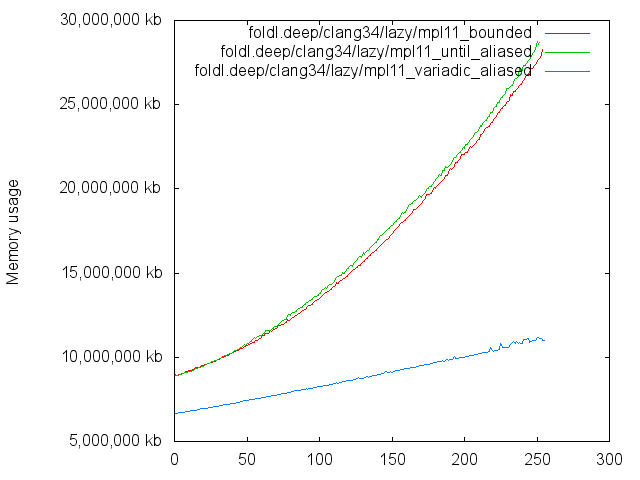 30,000,000 kb
foldl.deep/clang34/lazy/mpl11_bounded
foldl.deep/clang34/lazy/mpl11_until_aliased
foldl.deep/clang34/lazy/mpl11_variadic_aliased
25,000,000 kb
20,000,000 kb
Memory usage
15,000,000 kb
10,000,000 kb
5,000,000 kb
0 50 100 150 200 250 300